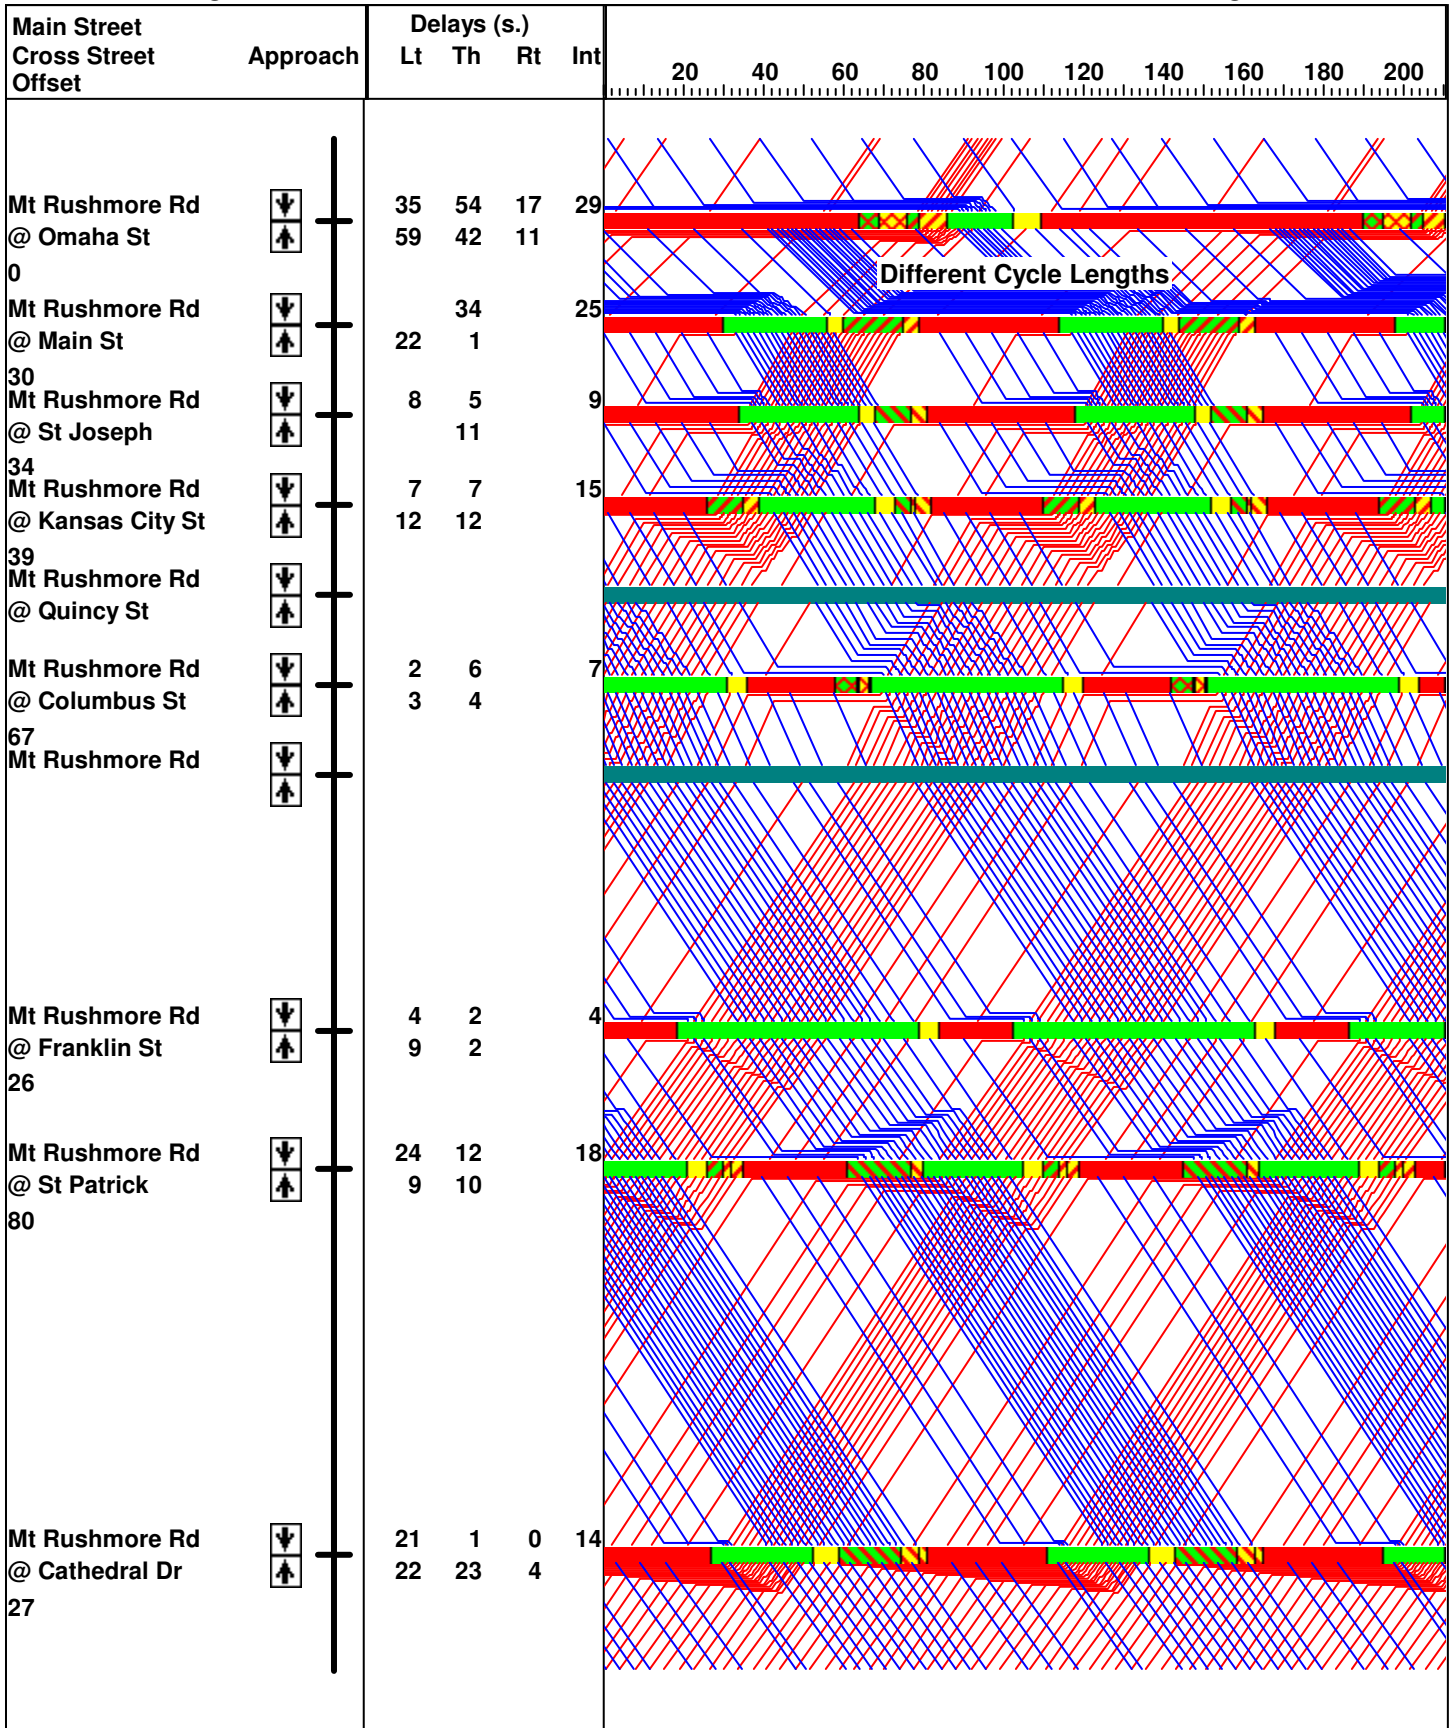 Main Street
Cross Street Approach
Offset
Delays (s.)
Lt Th Rt Int
20 40 60 80 100 120 140 160 180 200
Mt Rushmore Rd 35 54 17 29
@ Omaha St 59 42 11
0
Different Cycle Lengths
Mt Rushmore Rd 34 25
@ Main St 22 1
30
Mt Rushmore Rd 8 5 9
@ St Joseph 11
34
Mt Rushmore Rd 7 7 15
@ Kansas City St 12 12
39
Mt Rushmore Rd
@ Quincy St
Mt Rushmore Rd 2 6 7
@ Columbus St 3 4
67
Mt Rushmore Rd
Mt Rushmore Rd 4 2 4
@ Franklin St 9 2
26
Mt Rushmore Rd 24 12 18
@ St Patrick 9 10
80
Mt Rushmore Rd 21 1 0 14
@ Cathedral Dr 22 23 4
27